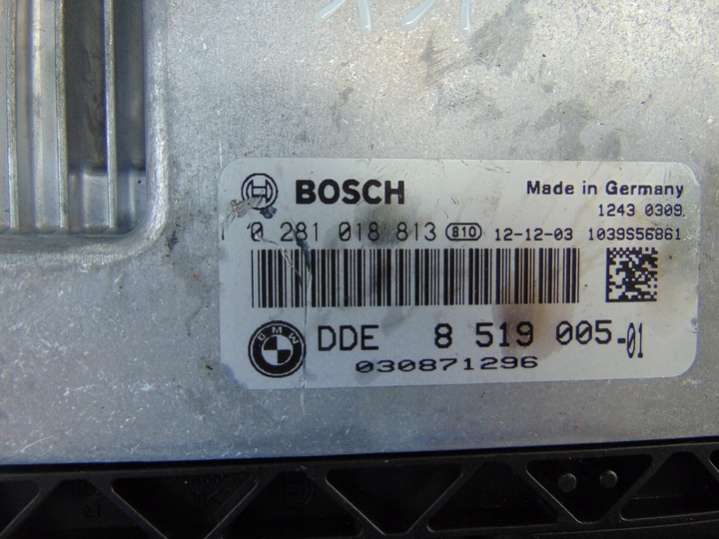 BOSCH Made in Germany
1243 0309
0 281 018 813 810 12-12-03 1039S56861
BMW DDE 8 519 005-01
030871296